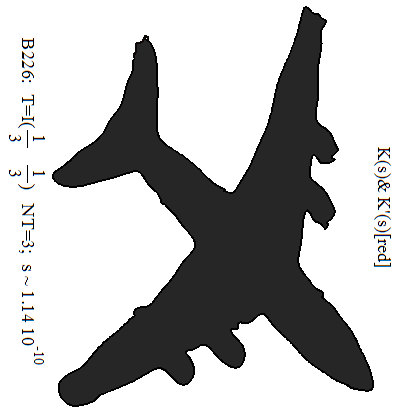 K(s)& K'(s)[red]
B226: T=I(1/3 1/3) NT=3; s ~ 1.14 10^-10